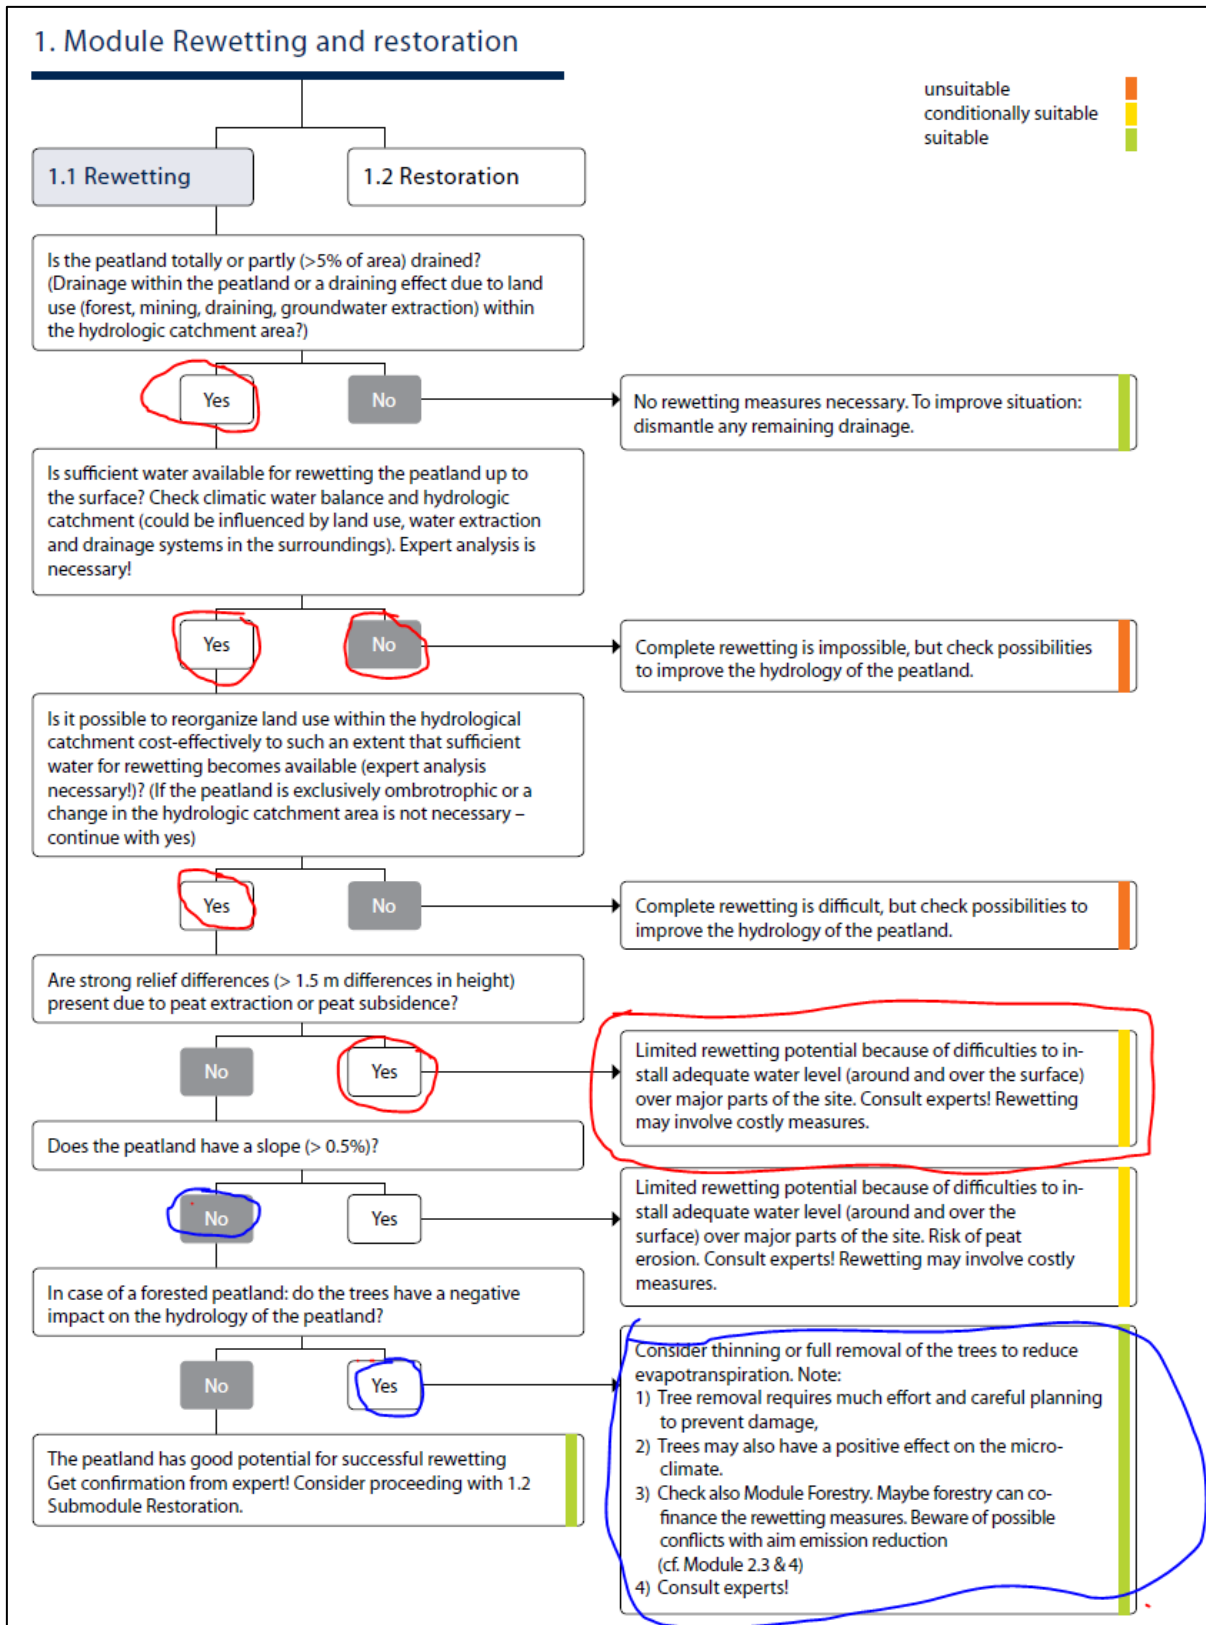 1. Module Rewetting and restoration
unsuitable
conditionally suitable
suitable
1.1 Rewetting
1.2 Restoration
Is the peatland totally or partly (>5% of area) drained?
(Drainage within the peatland or a draining effect due to land
use (forest, mining, draining, groundwater extraction) within
the hydrologic catchment area?)
Yes
No
No rewetting measures necessary. To improve situation:
dismantle any remaining drainage.
Is sufficient water available for rewetting the peatland up to
the surface? Check climatic water balance and hydrologic
catchment (could be influenced by land use, water extraction
and drainage systems in the surroundings). Expert analysis is
necessary!
Yes
No
Complete rewetting is impossible, but check possibilities
to improve the hydrology of the peatland.
Is it possible to reorganize land use within the hydrological
catchment cost-effectively to such an extent that sufficient
water for rewetting becomes available (expert analysis
necessary!)? (If the peatland is exclusively ombrotrophic or a
change in the hydrologic catchment area is not necessary –
continue with yes)
Yes
No
Complete rewetting is difficult, but check possibilities to
improve the hydrology of the peatland.
Are strong relief differences (> 1.5 m differences in height)
present due to peat extraction or peat subsidence?
No
Yes
Limited rewetting potential because of difficulties to in-
stall adequate water level (around and over the surface)
over major parts of the site. Consult experts! Rewetting
may involve costly measures.
Does the peatland have a slope (> 0.5%)?
No
Yes
Limited rewetting potential because of difficulties to in-
stall adequate water level (around and over the
surface) over major parts of the site. Risk of peat
erosion. Consult experts! Rewetting may involve costly
measures.
In case of a forested peatland: do the trees have a negative
impact on the hydrology of the peatland?
No
Yes
Consider thinning or full removal of the trees to reduce
evapotranspiration. Note:
1) Tree removal requires much effort and careful planning
to prevent damage,
2) Trees may also have a positive effect on the micro-
climate.
3) Check also Module Forestry. Maybe forestry can co-
finance the rewetting measures. Beware of possible
conflicts with aim emission reduction
(cf. Module 2.3 & 4)
4) Consult experts!
The peatland has good potential for successful rewetting
Get confirmation from expert! Consider proceeding with 1.2
Submodule Restoration.